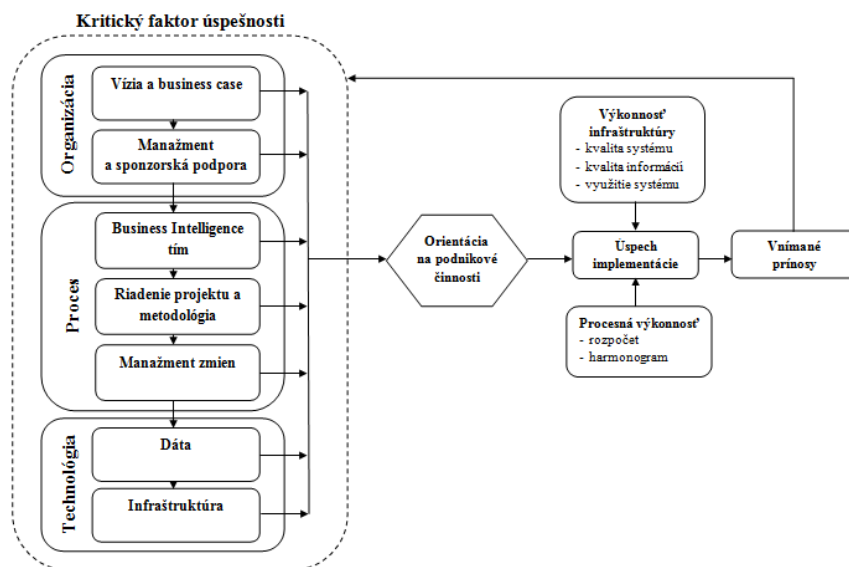 Kritický faktor úspešnosti
Organizácia
Vízia a business case
Manažment
a sponzorská podpora
Proces
Business Intelligence
tím
Riadenie projektu a
metodológia
Manažment zmien
Technológia
Dáta
Infraštruktúra
Orientácia
na podnikové
činnosti
Výkonnosť
infraštruktúry
- kvalita systému
- kvalita informácií
- využitie systému
Úspech
implementácie
Procesná výkonnosť
- rozpočet
- harmonogram
Vnímané
prínosy